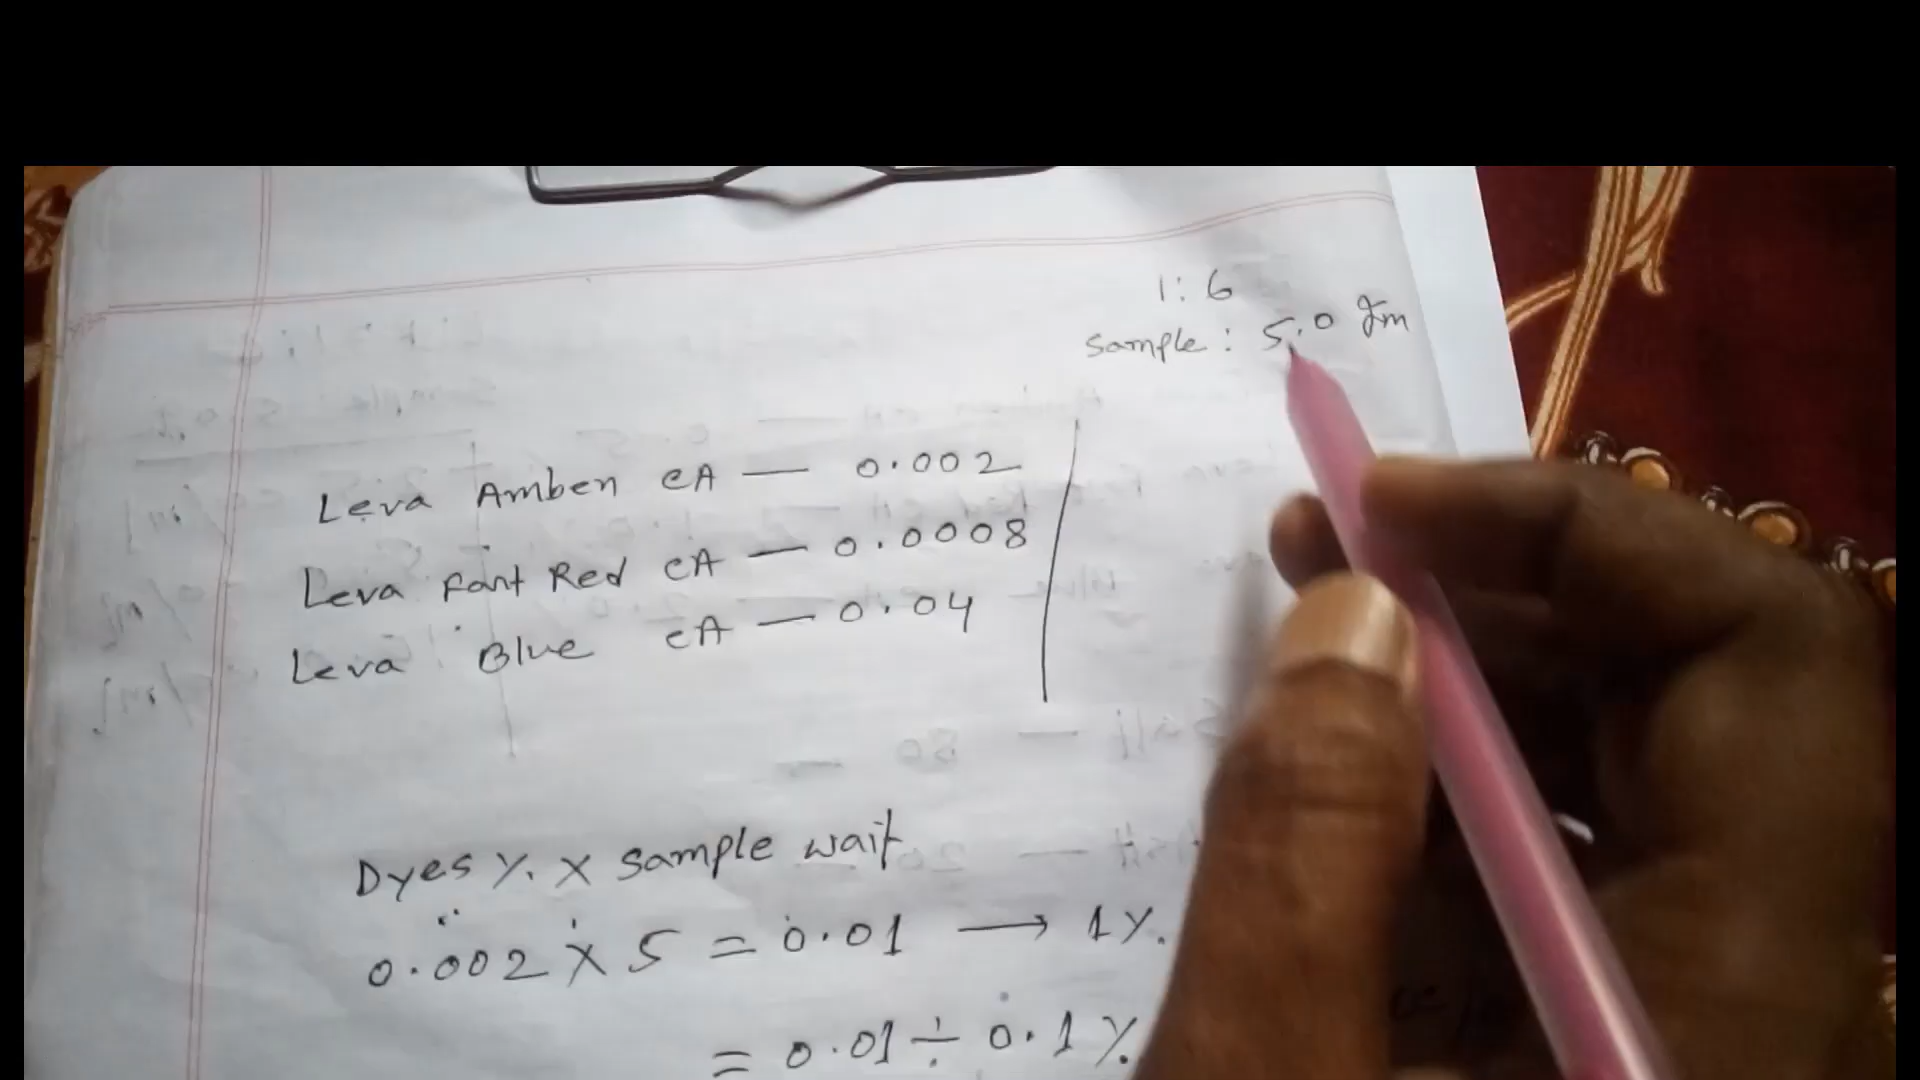 1: 6
Sample: 5.0 gm
Leva Amben CA — 0.002
Leva Fant Red CA — 0.0008
Leva Blue CA — 0.04
Dyes % × Sample wait
0.002 × 5 = 0.01 → 1%.
= 0.01 ÷ 0.1%